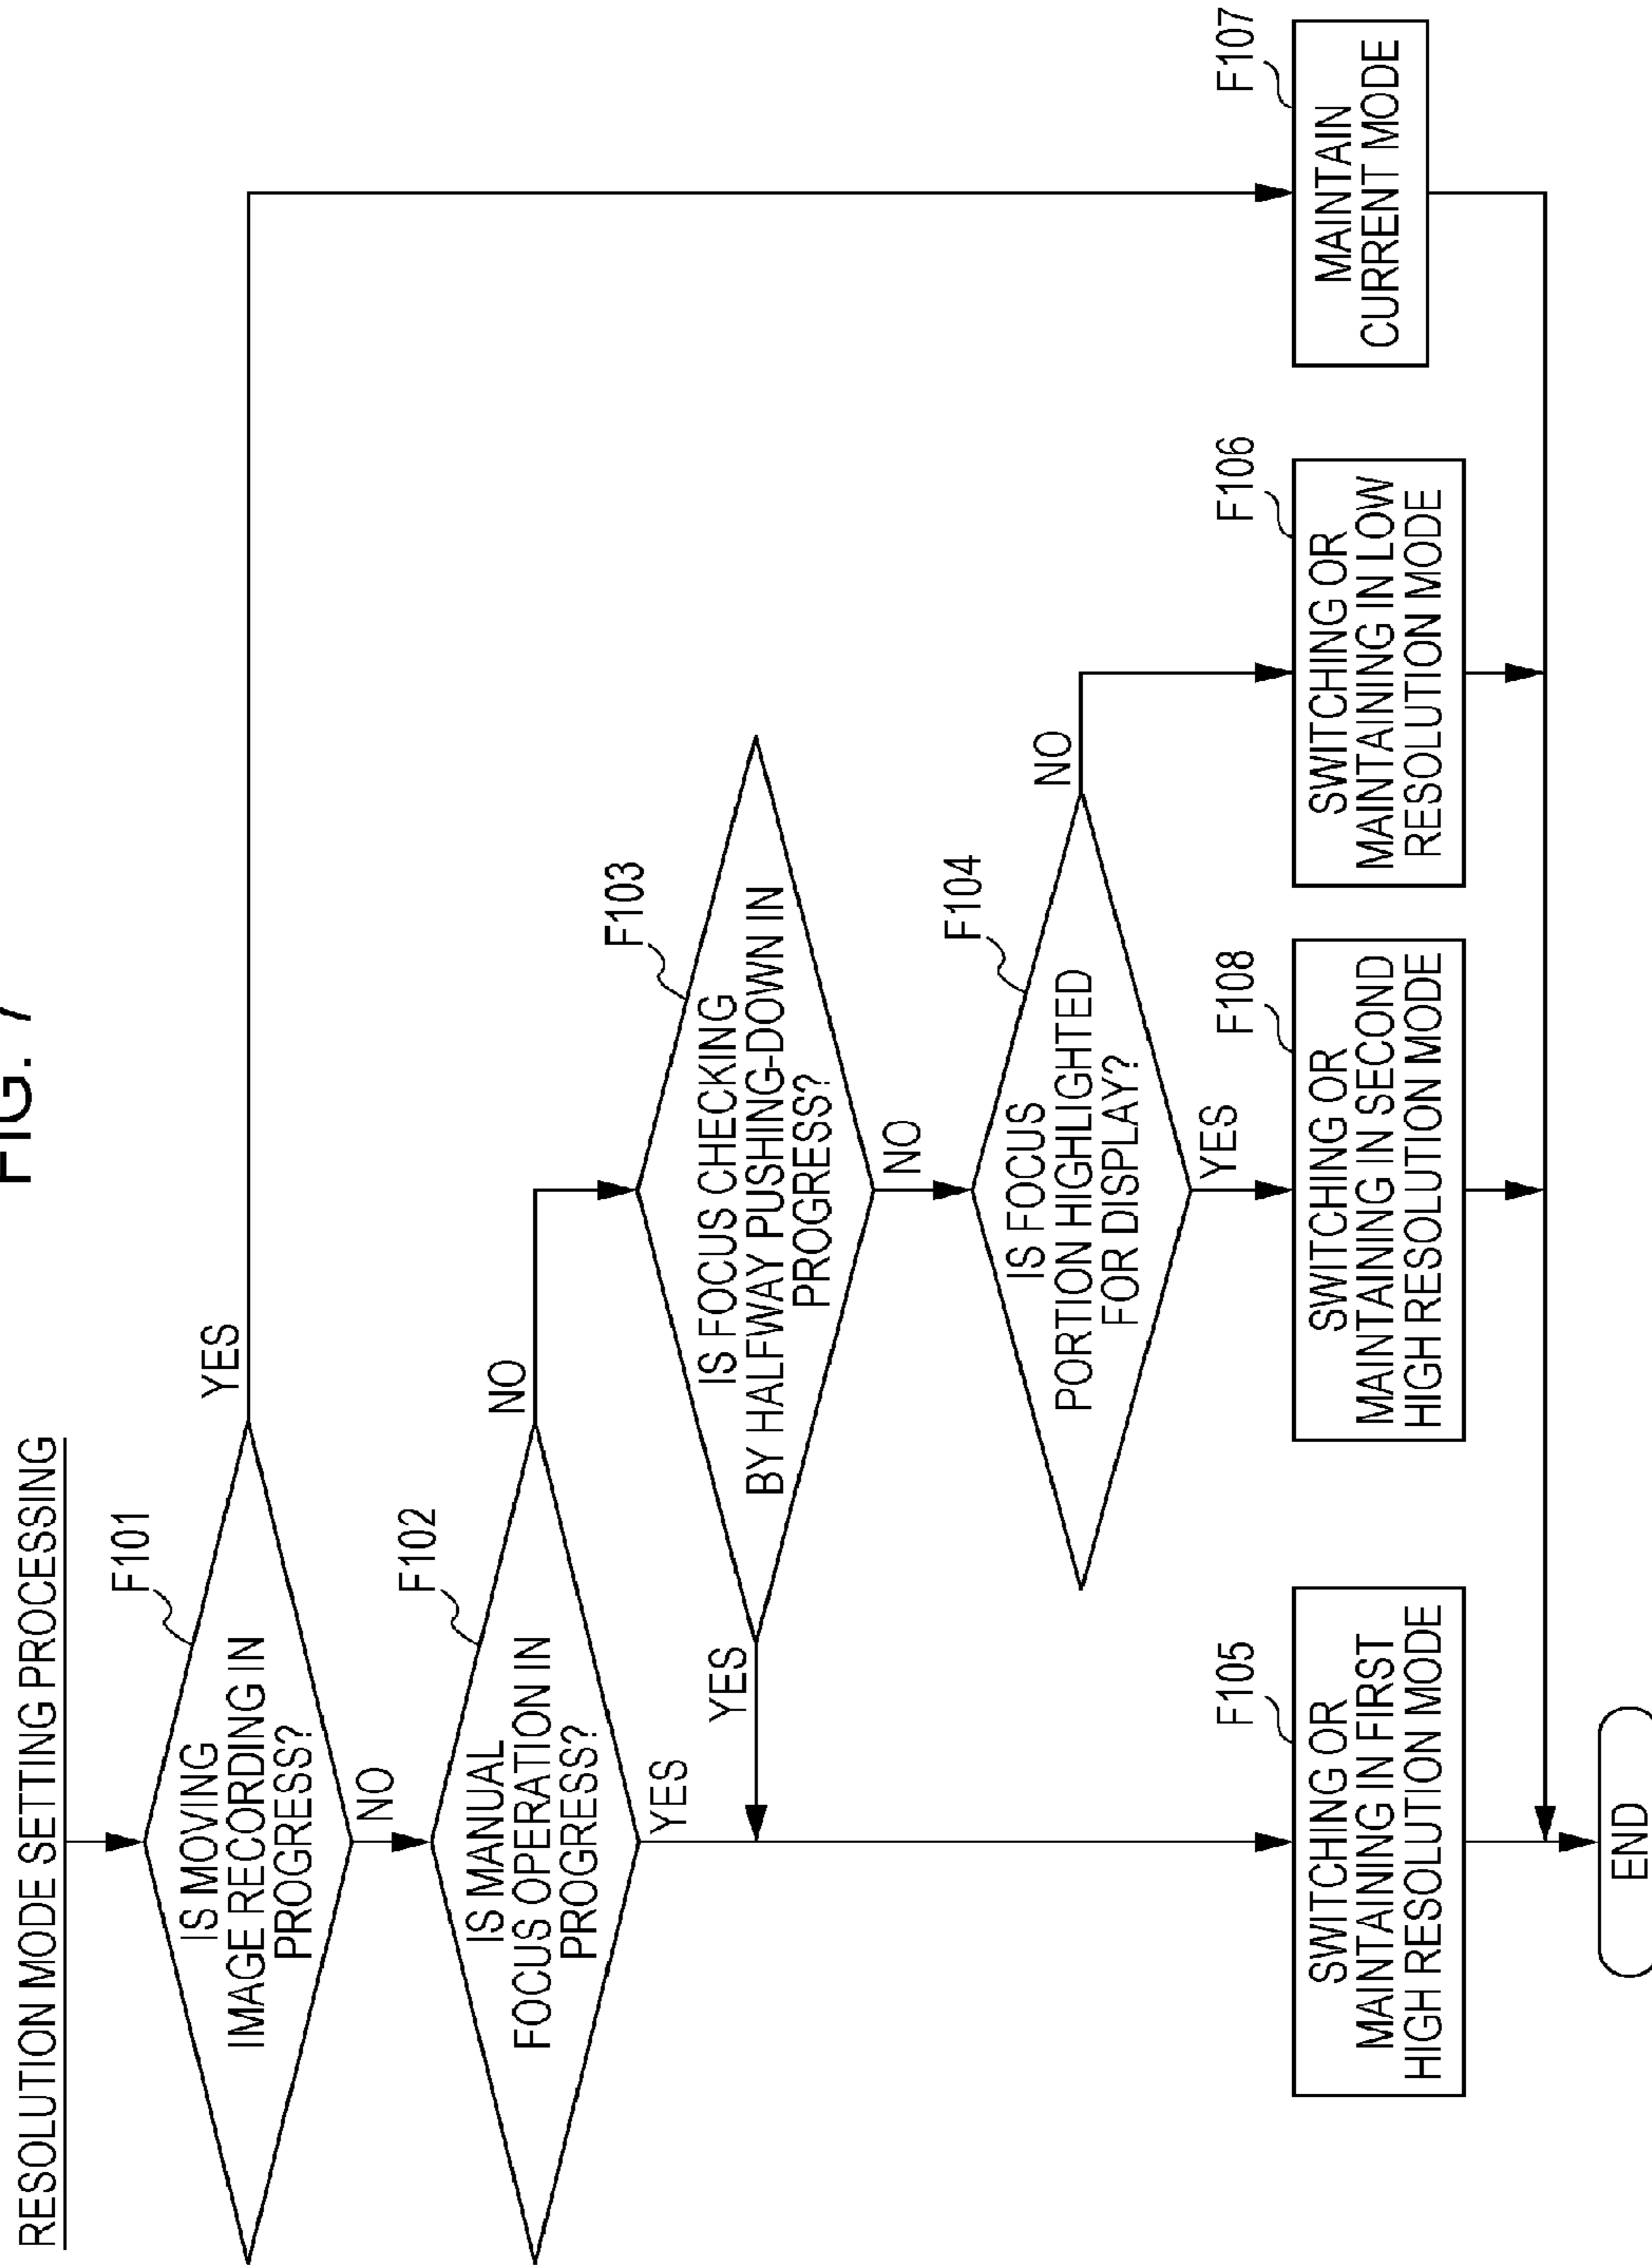 FIG. 7
RESOLUTION MODE SETTING PROCESSING
F101
IS MOVING
IMAGE RECORDING IN
PROGRESS?
YES
NO
F102
IS MANUAL
FOCUS OPERATION IN
PROGRESS?
NO
YES
F103
IS FOCUS CHECKING
BY HALFWAY PUSHING-DOWN IN
PROGRESS?
YES
NO
F104
IS FOCUS
PORTION HIGHLIGHTED
FOR DISPLAY?
NO
YES
F105
SWITCHING OR
MAINTAINING IN FIRST
HIGH RESOLUTION MODE
F108
SWITCHING OR
MAINTAINING IN SECOND
HIGH RESOLUTION MODE
F106
SWITCHING OR
MAINTAINING IN LOW
RESOLUTION MODE
F107
MAINTAIN
CURRENT MODE
END